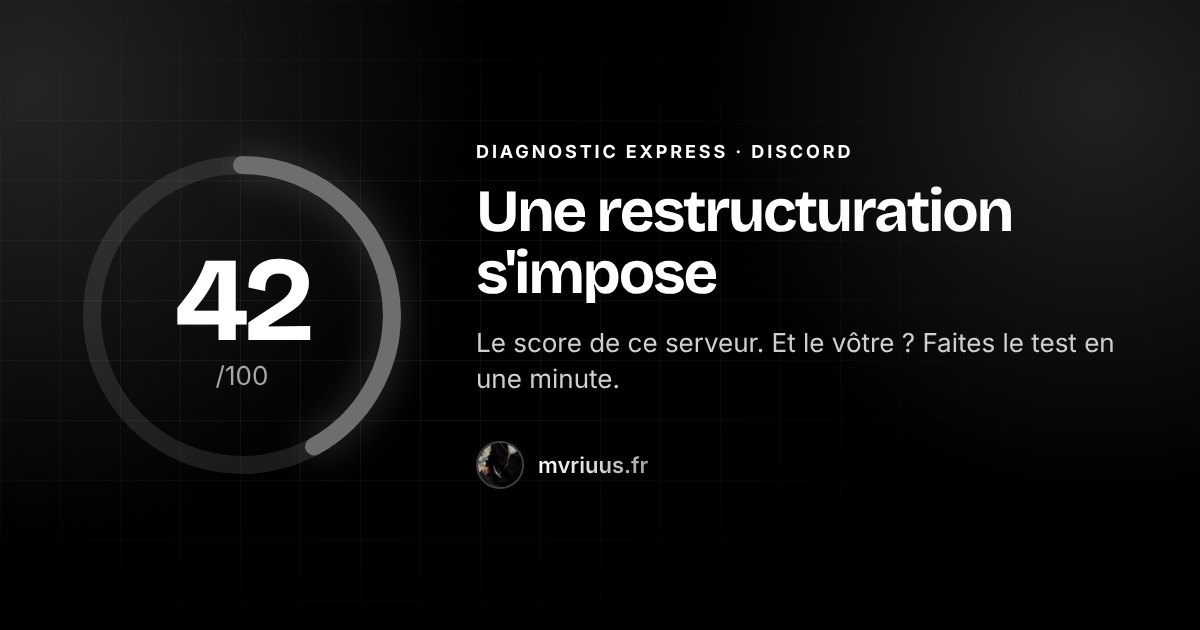 42
/100
DIAGNOSTIC EXPRESS · DISCORD
Une restructuration
s'impose
Le score de ce serveur. Et le vôtre ? Faites le test en
une minute.
mvriuus.fr